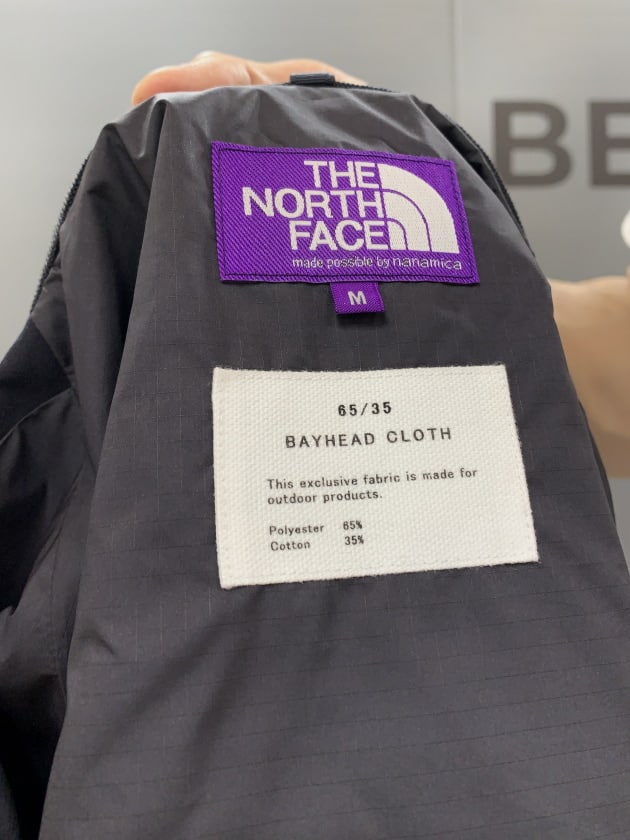 THE
NORTH
FACE
made possible by nanamica
M
65/35
BAYHEAD CLOTH
This exclusive fabric is made for
outdoor products.
Polyester 65%
Cotton 35%
BE